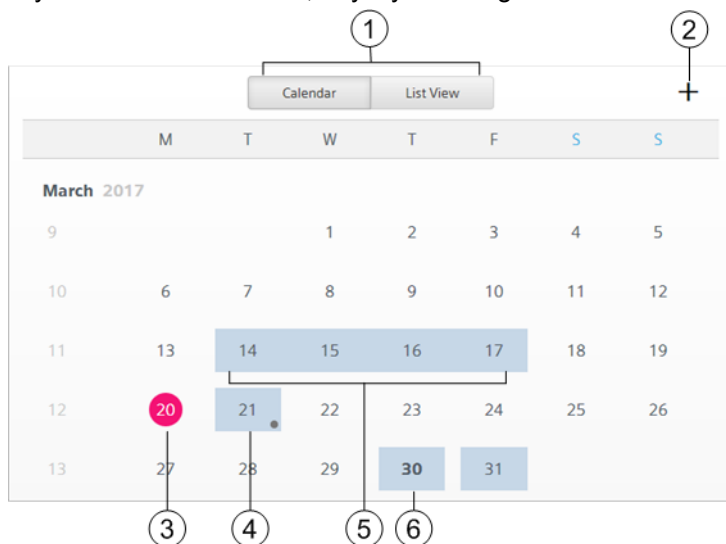 1 2
Calendar List View +
M T W T F S S
March 2017
9 1 2 3 4 5
10 6 7 8 9 10 11 12
11 13 14 15 16 17 18 19
12 20 21 22 23 24 25 26
13 27 28 29 30 31
3 4 5 6